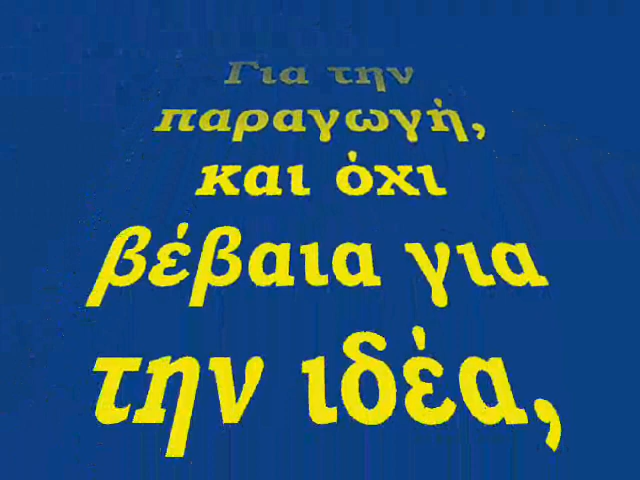 Για την
παραγωγή,
και όχι
βέβαια για
την ιδέα,